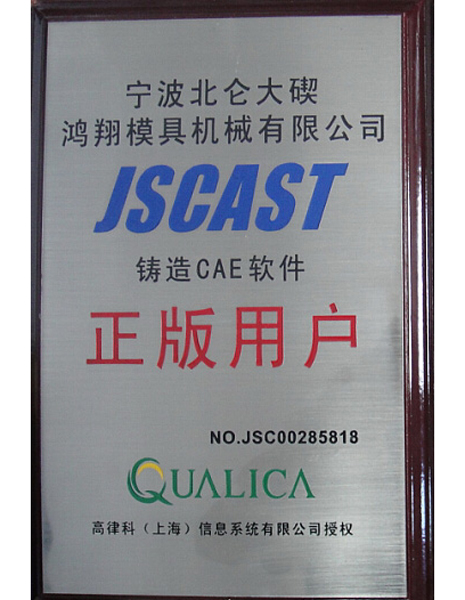 宁波北仑大碶
鸿翔模具机械有限公司
JSCAST
铸造CAE软件
正版用户
NO.JSC00285818
QUALICA
高律科（上海）信息系统有限公司授权